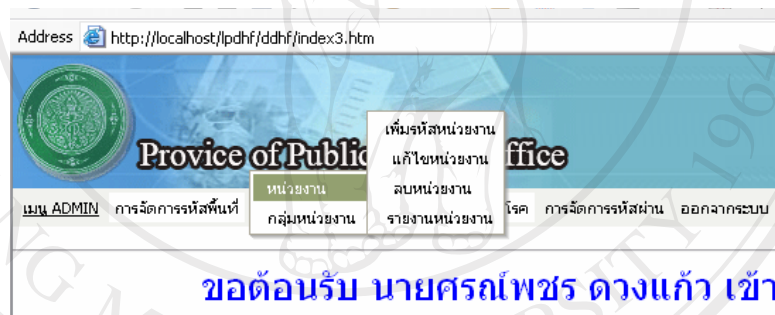 Address http://localhost/lpdhf/ddhf/index3.htm
Provice of Public ffice
เพิ่มรหัสหน่วยงาน
แก้ไขหน่วยงาน
ลบหน่วยงาน
รายงานหน่วยงาน
หน่วยงาน
กลุ่มหน่วยงาน
เมนู ADMIN การจัดการรหัสพื้นที่ โรค การจัดการรหัสผ่าน ออกจากระบบ
ขอต้อนรับ นายศรณ์พชร ดวงแก้ว เข้า